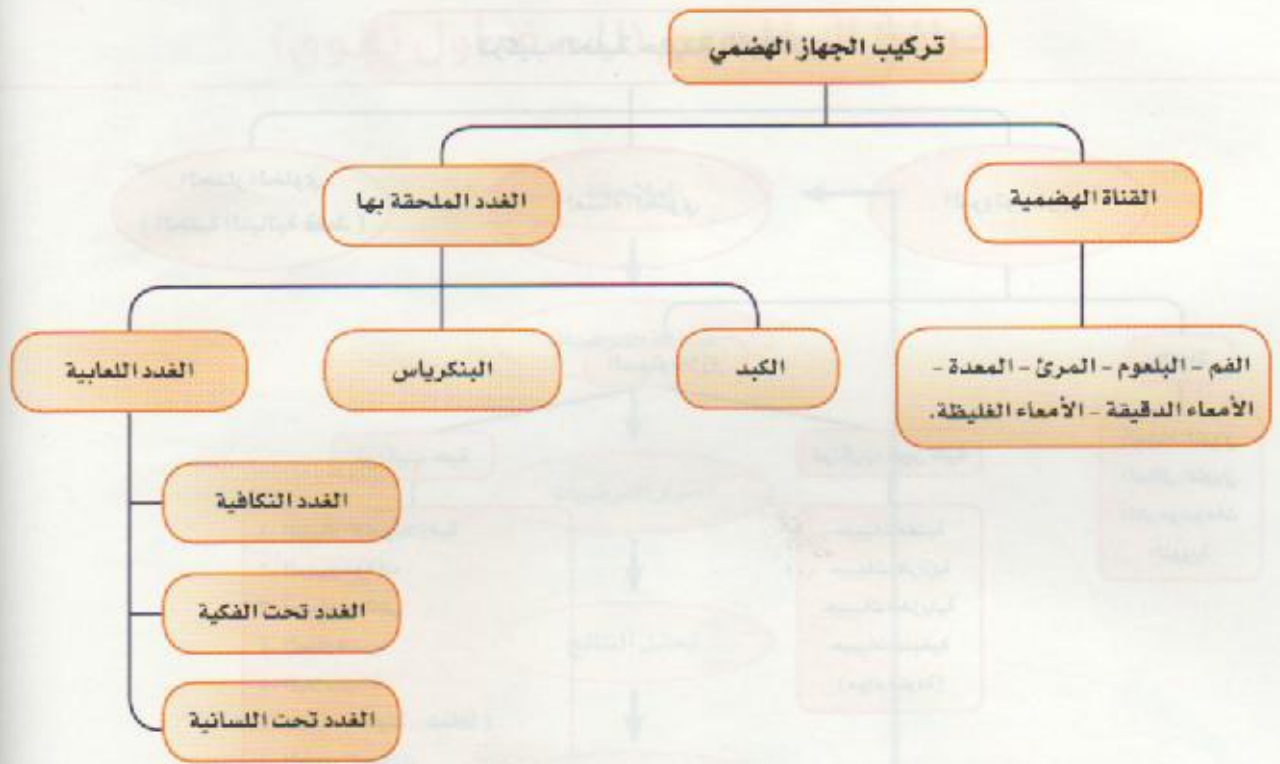 تركيب الجهاز الهضمي
القناة الهضمية
الغدد الملحقة بها
الفم - البلعوم - المرئ - المعدة -
الأمعاء الدقيقة - الأمعاء الغليظة.
الكبد
البنكرياس
الغدد اللعابية
الغدد النكافية
الغدد تحت الفكية
الغدد تحت اللسانية